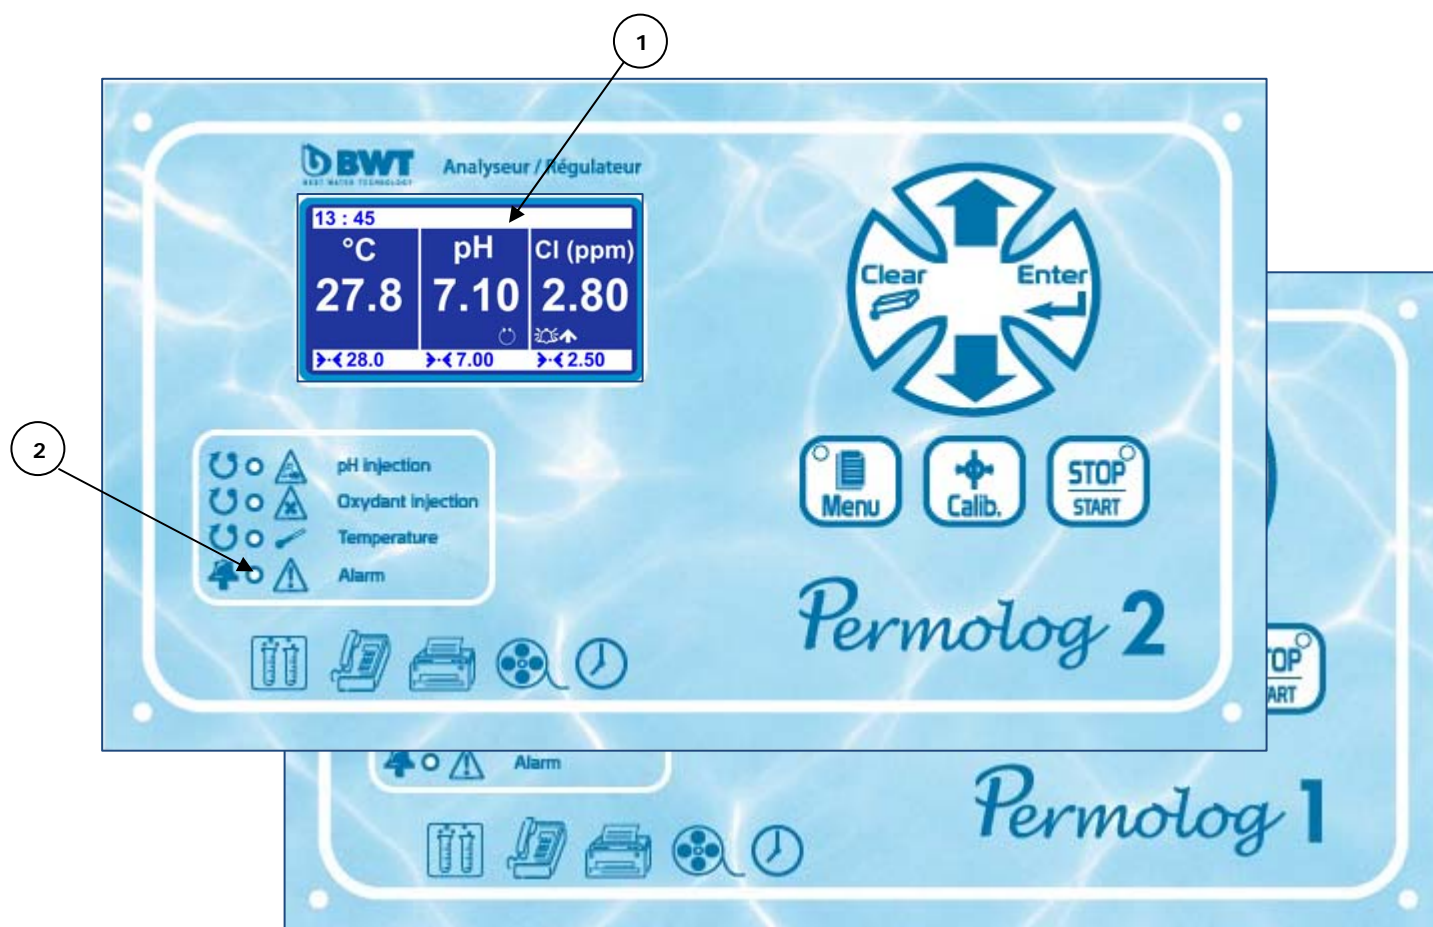 1
BWT
BEST WATER TECHNOLOGY
Analyseur / Régulateur
13 : 45
°C
pH
Cl (ppm)
27.8
7.10
2.80
28.0
7.00
2.50
Clear
Enter
2
pH injection
Oxydant injection
Temperature
Alarm
Menu
Calib.
STOP
START
Permolog 2
OP
ART
Alarm
Permolog 1